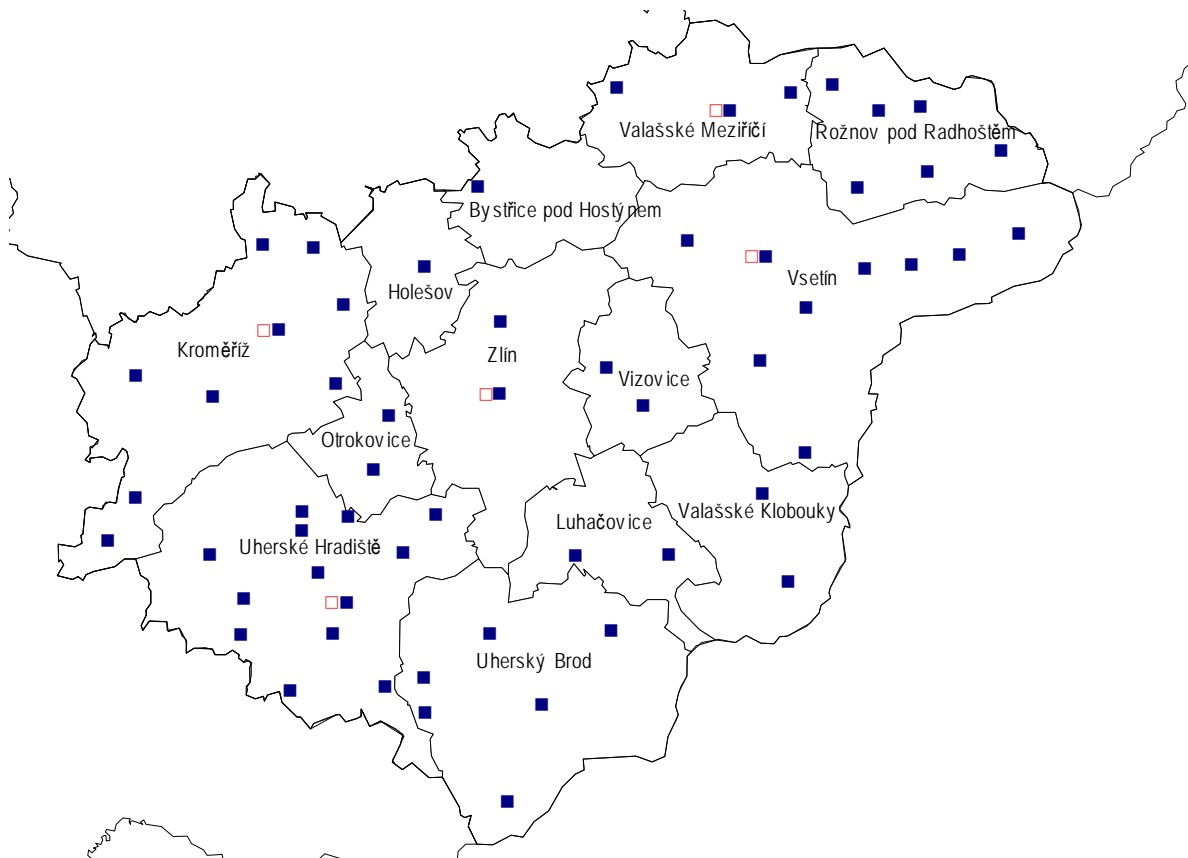 Valašské Meziříčí
Rožnov pod Radhoštěm
Bystřice pod Hostýnem
Vsetín
Holešov
Kroměříž
Zlín
Vizovice
Otrokovice
Valašské Klobouky
Luhačovice
Uherské Hradiště
Uherský Brod